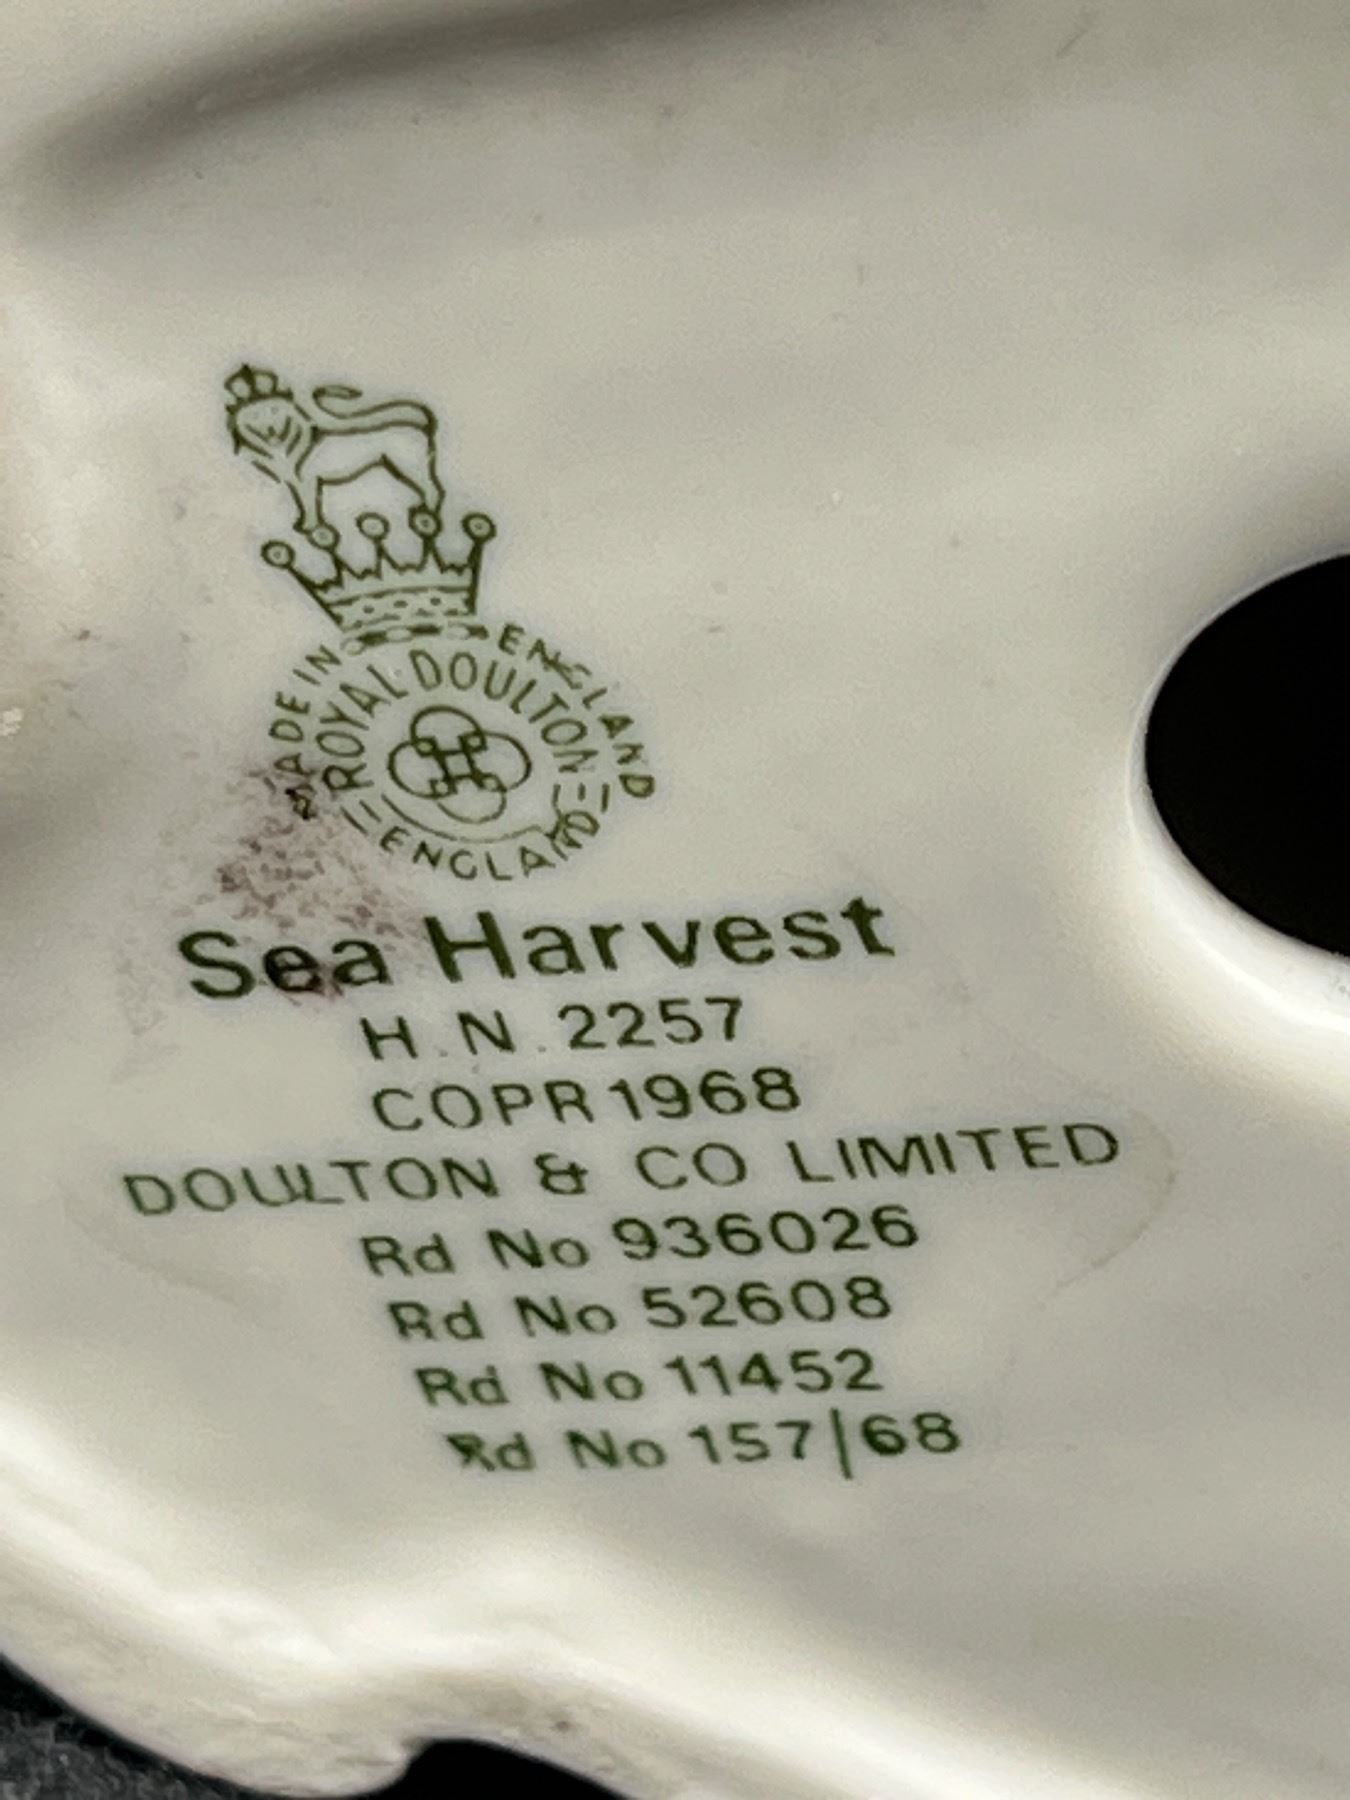 MADE IN ENGLAND
ROYAL DOULTON
ENGLAND
Sea Harvest
H.N. 2257
COPR 1968
DOULTON & CO LIMITED
Rd No 936026
Rd No 52608
Rd No 11452
Rd No 157/68